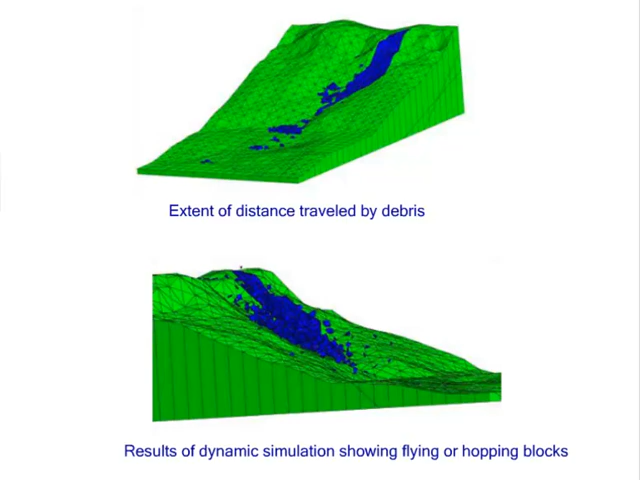 Extent of distance traveled by debris
Results of dynamic simulation showing flying or hopping blocks